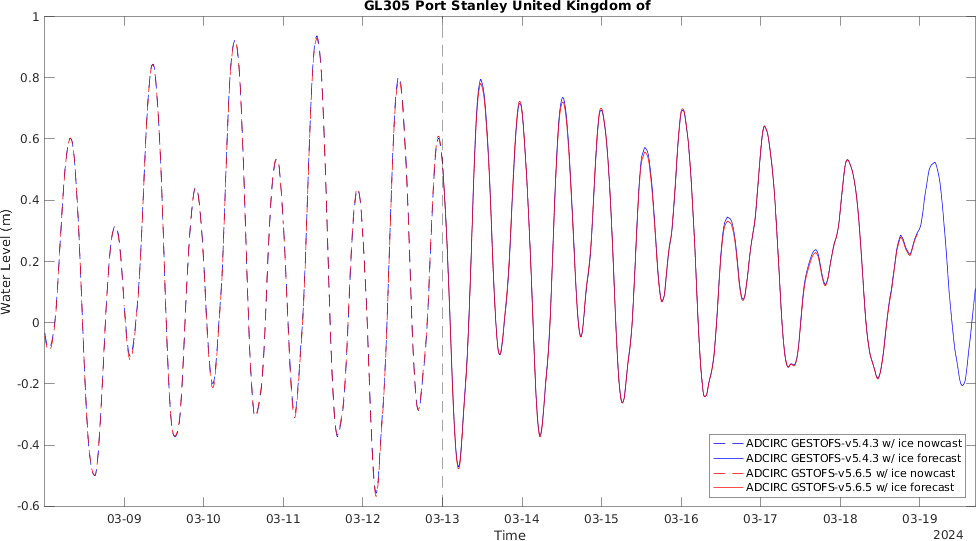 GL305 Port Stanley United Kingdom of
Water Level (m)
1
0.8
0.6
0.4
0.2
0
-0.2
-0.4
-0.6
ADCIRC GESTOFS-v5.4.3 w/ ice nowcast
ADCIRC GESTOFS-v5.4.3 w/ ice forecast
ADCIRC GSTOFS-v5.6.5 w/ ice nowcast
ADCIRC GSTOFS-v5.6.5 w/ ice forecast
03-09 03-10 03-11 03-12 03-13 03-14 03-15 03-16 03-17 03-18 03-19
Time
2024